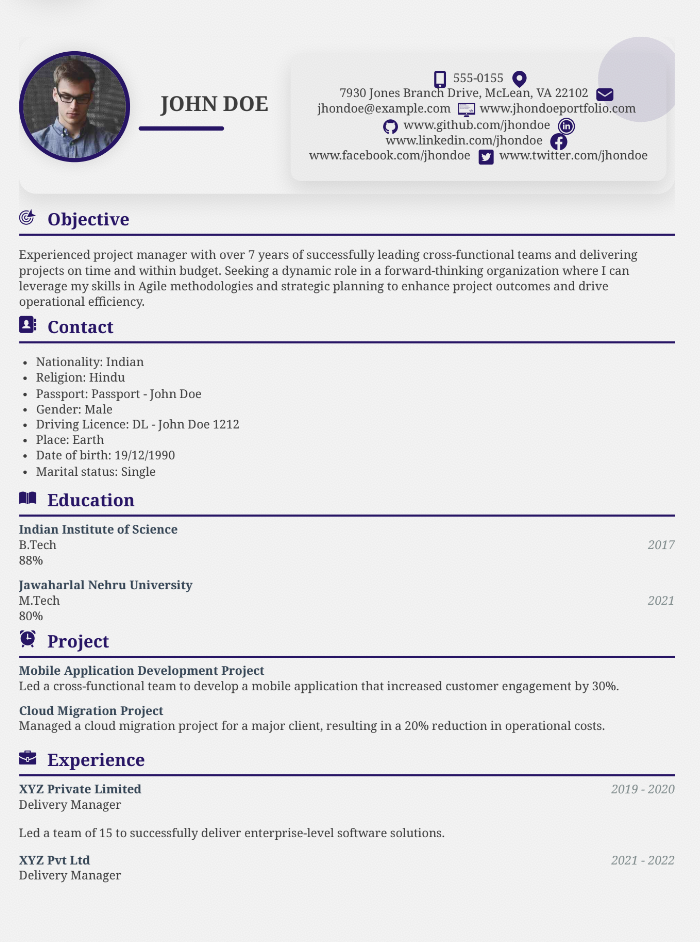 JOHN DOE
555-0155
7930 Jones Branch Drive, McLean, VA 22102
jhondoe@example.com www.jhondoeportfolio.com
www.github.com/jhondoe
www.linkedin.com/jhondoe
www.facebook.com/jhondoe www.twitter.com/jhondoe
Objective
Experienced project manager with over 7 years of successfully leading cross-functional teams and delivering
projects on time and within budget. Seeking a dynamic role in a forward-thinking organization where I can
leverage my skills in Agile methodologies and strategic planning to enhance project outcomes and drive
operational efficiency.
Contact
• Nationality: Indian
• Religion: Hindu
• Passport: Passport - John Doe
• Gender: Male
• Driving Licence: DL - John Doe 1212
• Place: Earth
• Date of birth: 19/12/1990
• Marital status: Single
Education
Indian Institute of Science
B.Tech 2017
88%
Jawaharlal Nehru University
M.Tech 2021
80%
Project
Mobile Application Development Project
Led a cross-functional team to develop a mobile application that increased customer engagement by 30%.
Cloud Migration Project
Managed a cloud migration project for a major client, resulting in a 20% reduction in operational costs.
Experience
XYZ Private Limited 2019 - 2020
Delivery Manager
Led a team of 15 to successfully deliver enterprise-level software solutions.
XYZ Pvt Ltd 2021 - 2022
Delivery Manager